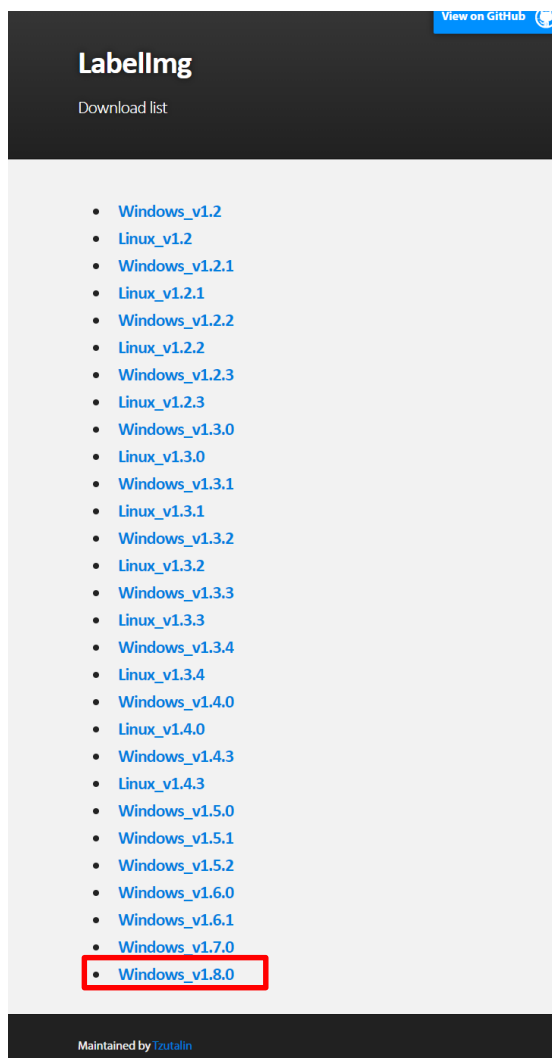 View on GitHub
LabelImg
Download list
Windows_v1.2
Linux_v1.2
Windows_v1.2.1
Linux_v1.2.1
Windows_v1.2.2
Linux_v1.2.2
Windows_v1.2.3
Linux_v1.2.3
Windows_v1.3.0
Linux_v1.3.0
Windows_v1.3.1
Linux_v1.3.1
Windows_v1.3.2
Linux_v1.3.2
Windows_v1.3.3
Linux_v1.3.3
Windows_v1.3.4
Linux_v1.3.4
Windows_v1.4.0
Linux_v1.4.0
Windows_v1.4.3
Linux_v1.4.3
Windows_v1.5.0
Windows_v1.5.1
Windows_v1.5.2
Windows_v1.6.0
Windows_v1.6.1
Windows_v1.7.0
Windows_v1.8.0
Maintained by Tzutalin